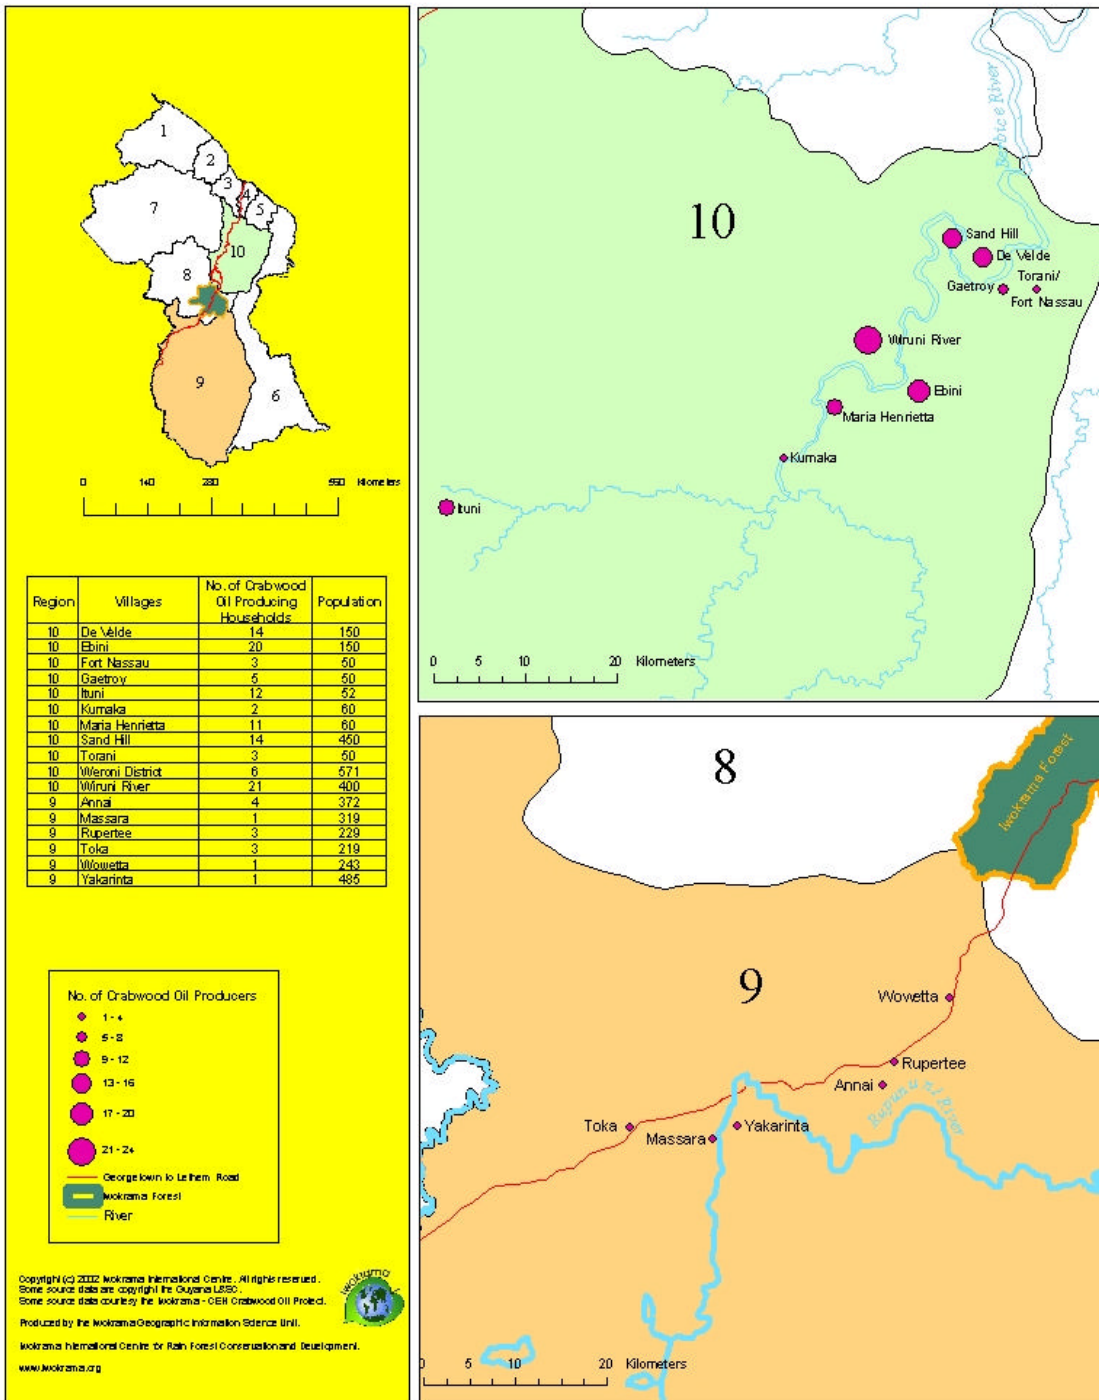 1
2
3
4
5
7
10
8
9
6
0 140 280 560 Kilometers
Region Villages No. of Crabwood Oil Producing Households Population
10 De Velde 14 150
10 Ebini 20 150
10 Fort Nassau 3 50
10 Gaetroy 5 50
10 Ituni 12 52
10 Kumaka 2 60
10 Maria Henrietta 11 60
10 Sand Hill 14 450
10 Torani 3 50
10 Weroni District 6 571
10 Wiruni River 21 400
9 Annai 4 372
9 Massara 1 319
9 Rupertee 3 229
9 Toka 3 219
9 Wowetta 1 243
9 Yakarinta 1 485
No. of Crabwood Oil Producers
1 - 4
5 - 8
9 - 12
13 - 16
17 - 20
21 - 24
Georgetown to Lethem Road
Iwokrama Forest
River
Copyright (c) 2002 Iwokrama International Centre. All rights reserved.
Some source data are copyright the Guyana L&SC.
Some source data courtesy the Iwokrama - CEH Crabwood Oil Project.
Produced by the Iwokrama Geographic Information Science Unit.
Iwokrama International Centre for Rain Forest Conservation and Development.
www.iwokrama.org
Iwokrama
Berbice River
10
Sand Hill
De Velde
Gaetroy
Torani/
Fort Nassau
Wiruni River
Ebini
Maria Henrietta
Kumaka
Ituni
0 5 10 20 Kilometers
8
Iwokrama Forest
9
Wowetta
Rupertee
Annai
Rupununi River
Toka
Yakarinta
Massara
0 5 10 20 Kilometers